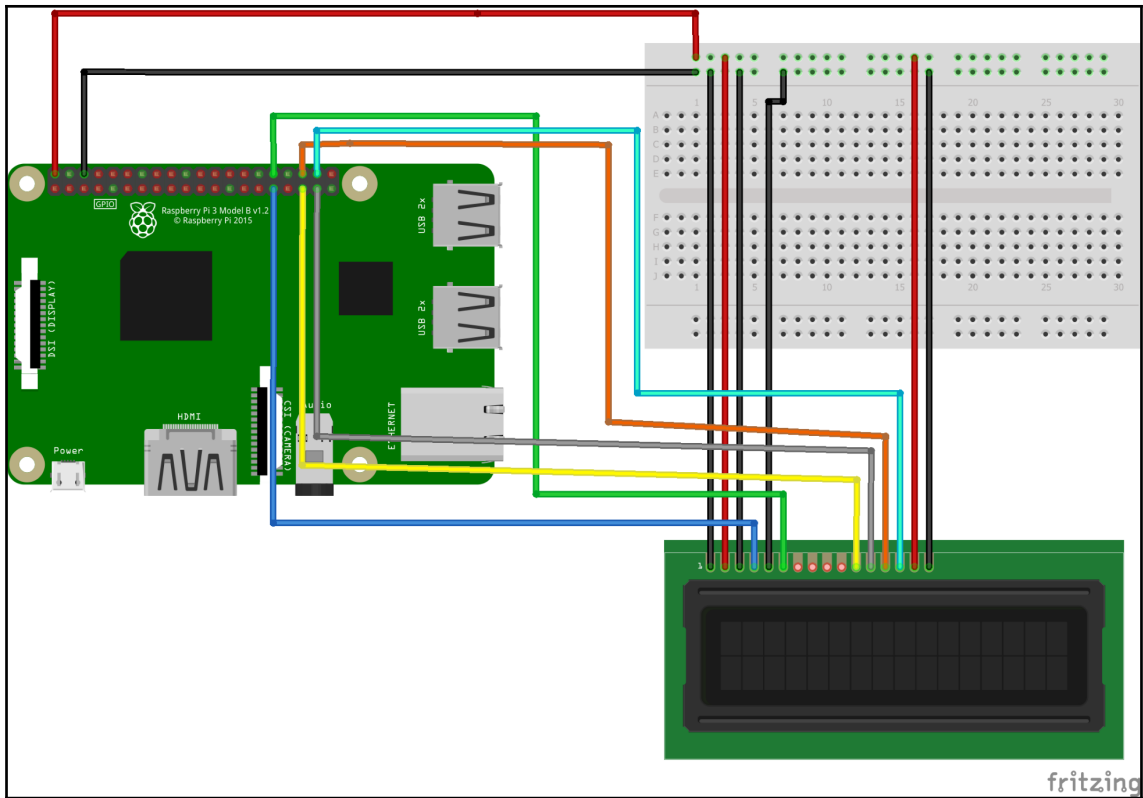 1 5 10 15 20 25 30
A
B
C
D
E
F
G
H
I
J
1 5 10 15 20 25 30
GPIO
Raspberry Pi 3 Model B v1.2
© Raspberry Pi 2015
USB 2x
USB 2x
DSI (DISPLAY)
HDMI
CSI (CAMERA)
Audio
ETHERNET
Power
1
fritzing